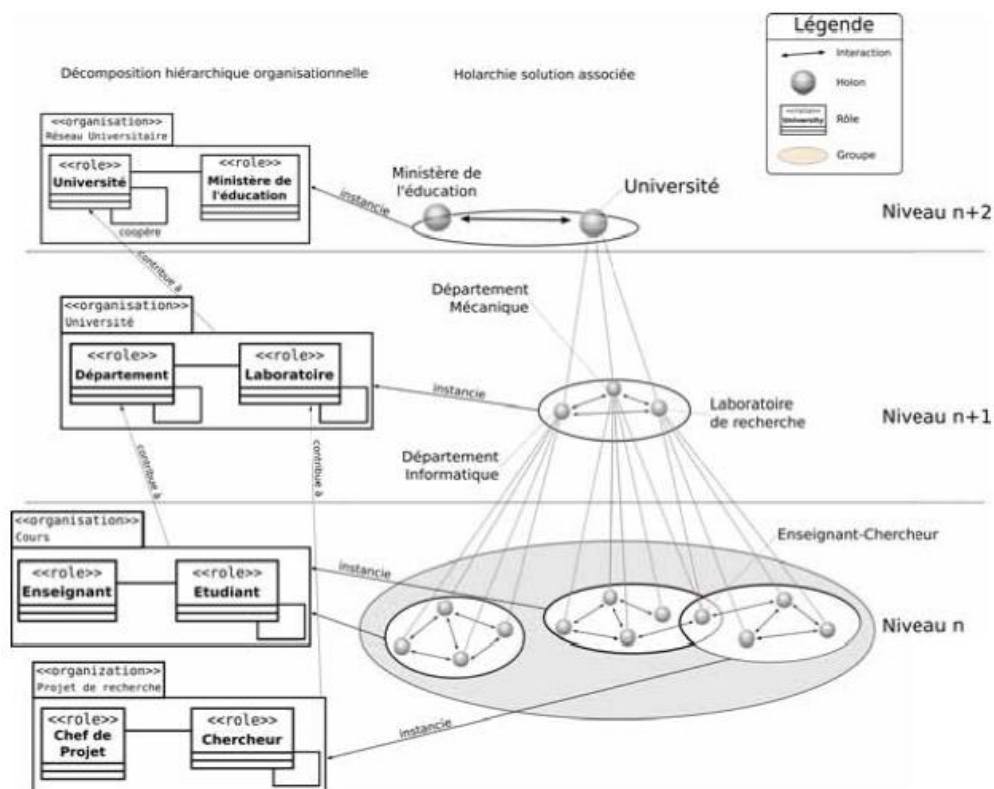 Légende
Interaction
Holon
<<role>>
University
Rôle
Groupe
Décomposition hiérarchique organisationnelle
Holarchie solution associée
<<organisation>>
Réseau Universitaire
<<role>>
Université
<<role>>
Ministère de
l'éducation
coopère
instancie
Ministère de
l'éducation
Université
Niveau n+2
contribue à
<<organisation>>
Université
<<role>>
Département
<<role>>
Laboratoire
instancie
Département
Mécanique
Laboratoire
de recherche
Département
Informatique
Niveau n+1
contribue à
contribue à
<<organisation>>
Cours
<<role>>
Enseignant
<<role>>
Etudiant
instancie
Enseignant-Chercheur
Niveau n
<<organization>>
Projet de recherche
<<role>>
Chef de
Projet
<<role>>
Chercheur
instancie